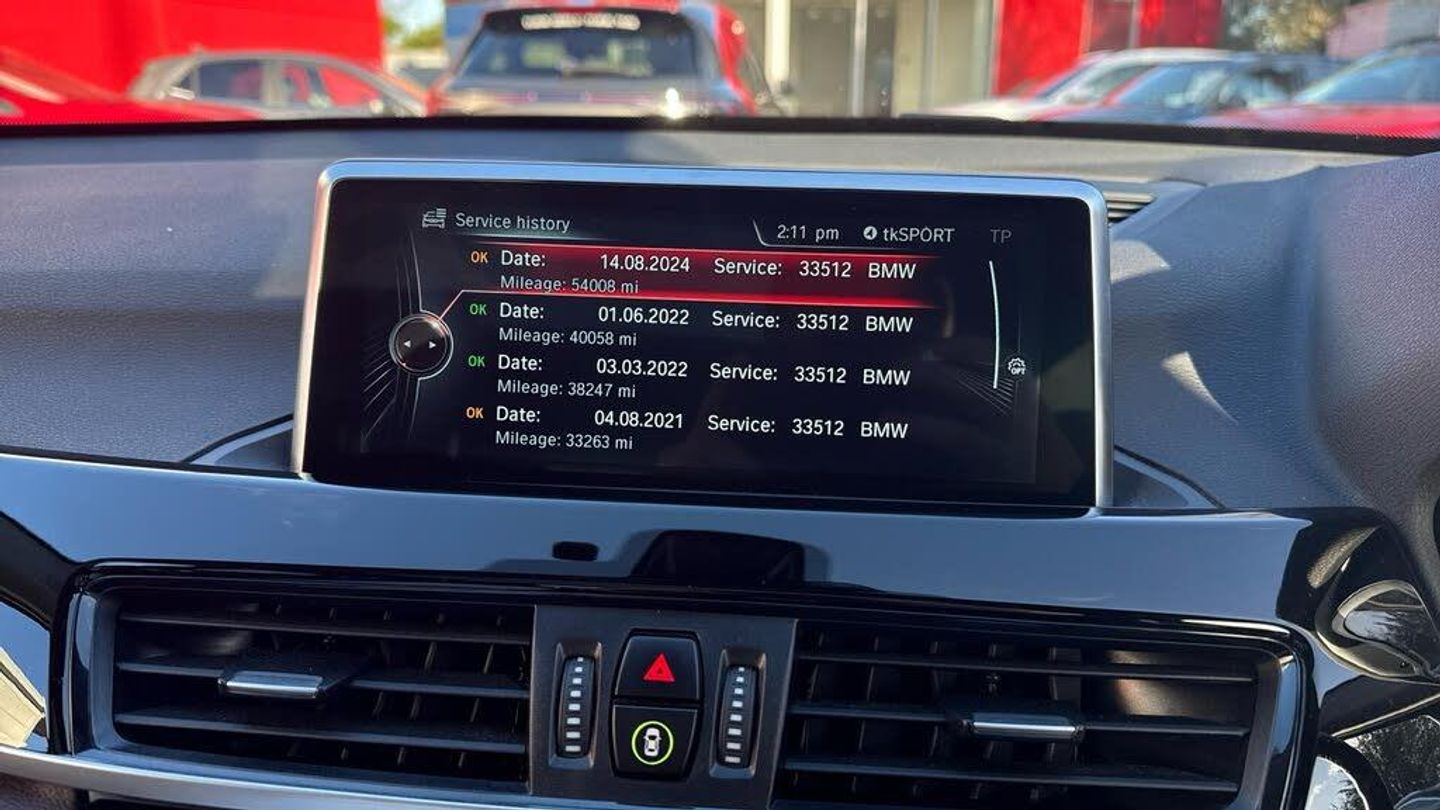 Service history
2:11 pm tkSPORT TP
OK Date: 14.08.2024 Service: 33512 BMW
Mileage: 54008 mi
OK Date: 01.06.2022 Service: 33512 BMW
Mileage: 40058 mi
OK Date: 03.03.2022 Service: 33512 BMW
Mileage: 38247 mi
OPT
OK Date: 04.08.2021 Service: 33512 BMW
Mileage: 33263 mi